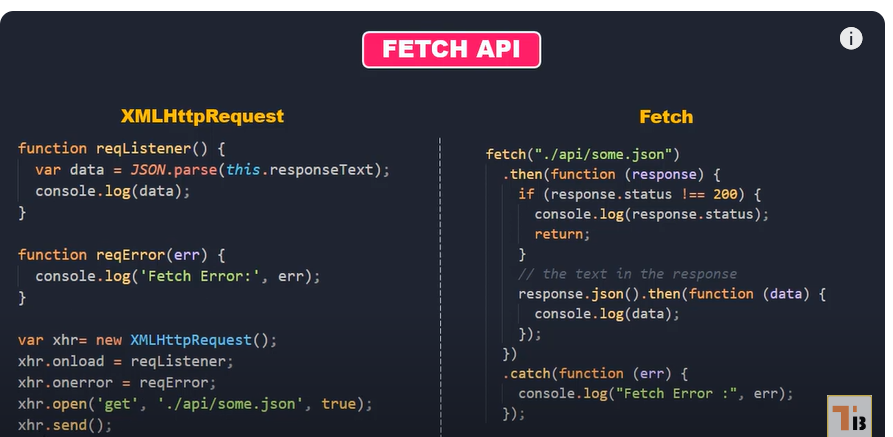 FETCH API
XMLHttpRequest
function reqListener() {
var data = JSON.parse(this.responseText);
console.log(data);
}
function reqError(err) {
console.log('Fetch Error:', err);
}
var xhr= new XMLHttpRequest();
xhr.onload = reqListener;
xhr.onerror = reqError;
xhr.open('get', './api/some.json', true);
xhr.send();
Fetch
fetch("./api/some.json")
.then(function (response) {
if (response.status !== 200) {
console.log(response.status);
return;
}
// the text in the response
response.json().then(function (data) {
console.log(data);
});
})
.catch(function (err) {
console.log("Fetch Error :", err);
});